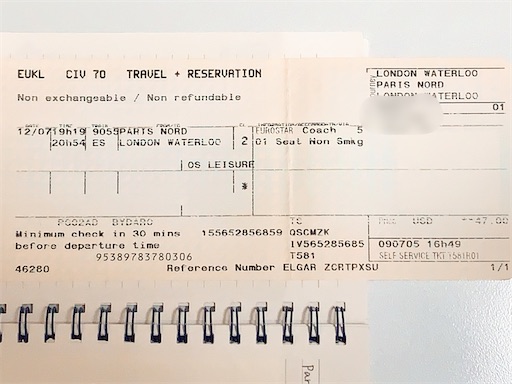 EUKL CIV 70 TRAVEL + RESERVATION
LONDON WATERLOO
PARIS NORD
LONDON WATERLOO
Non exchangeable / Non refundable
01
12/07 19h19 9055 PARIS NORD 2 EUROSTAR Coach 5
20h54 ES LONDON WATERLOO 01 Seat Non Smkg
OS LEISURE
*
Minimum check in 30 mins 155652856859 QSCMZK
before departure time IV565285685 090705 16h49
95389783780306 T581 SELF SERVICE TKT Y581R01
46280 Reference Number ELGAR ZCRTPXSU 1/1